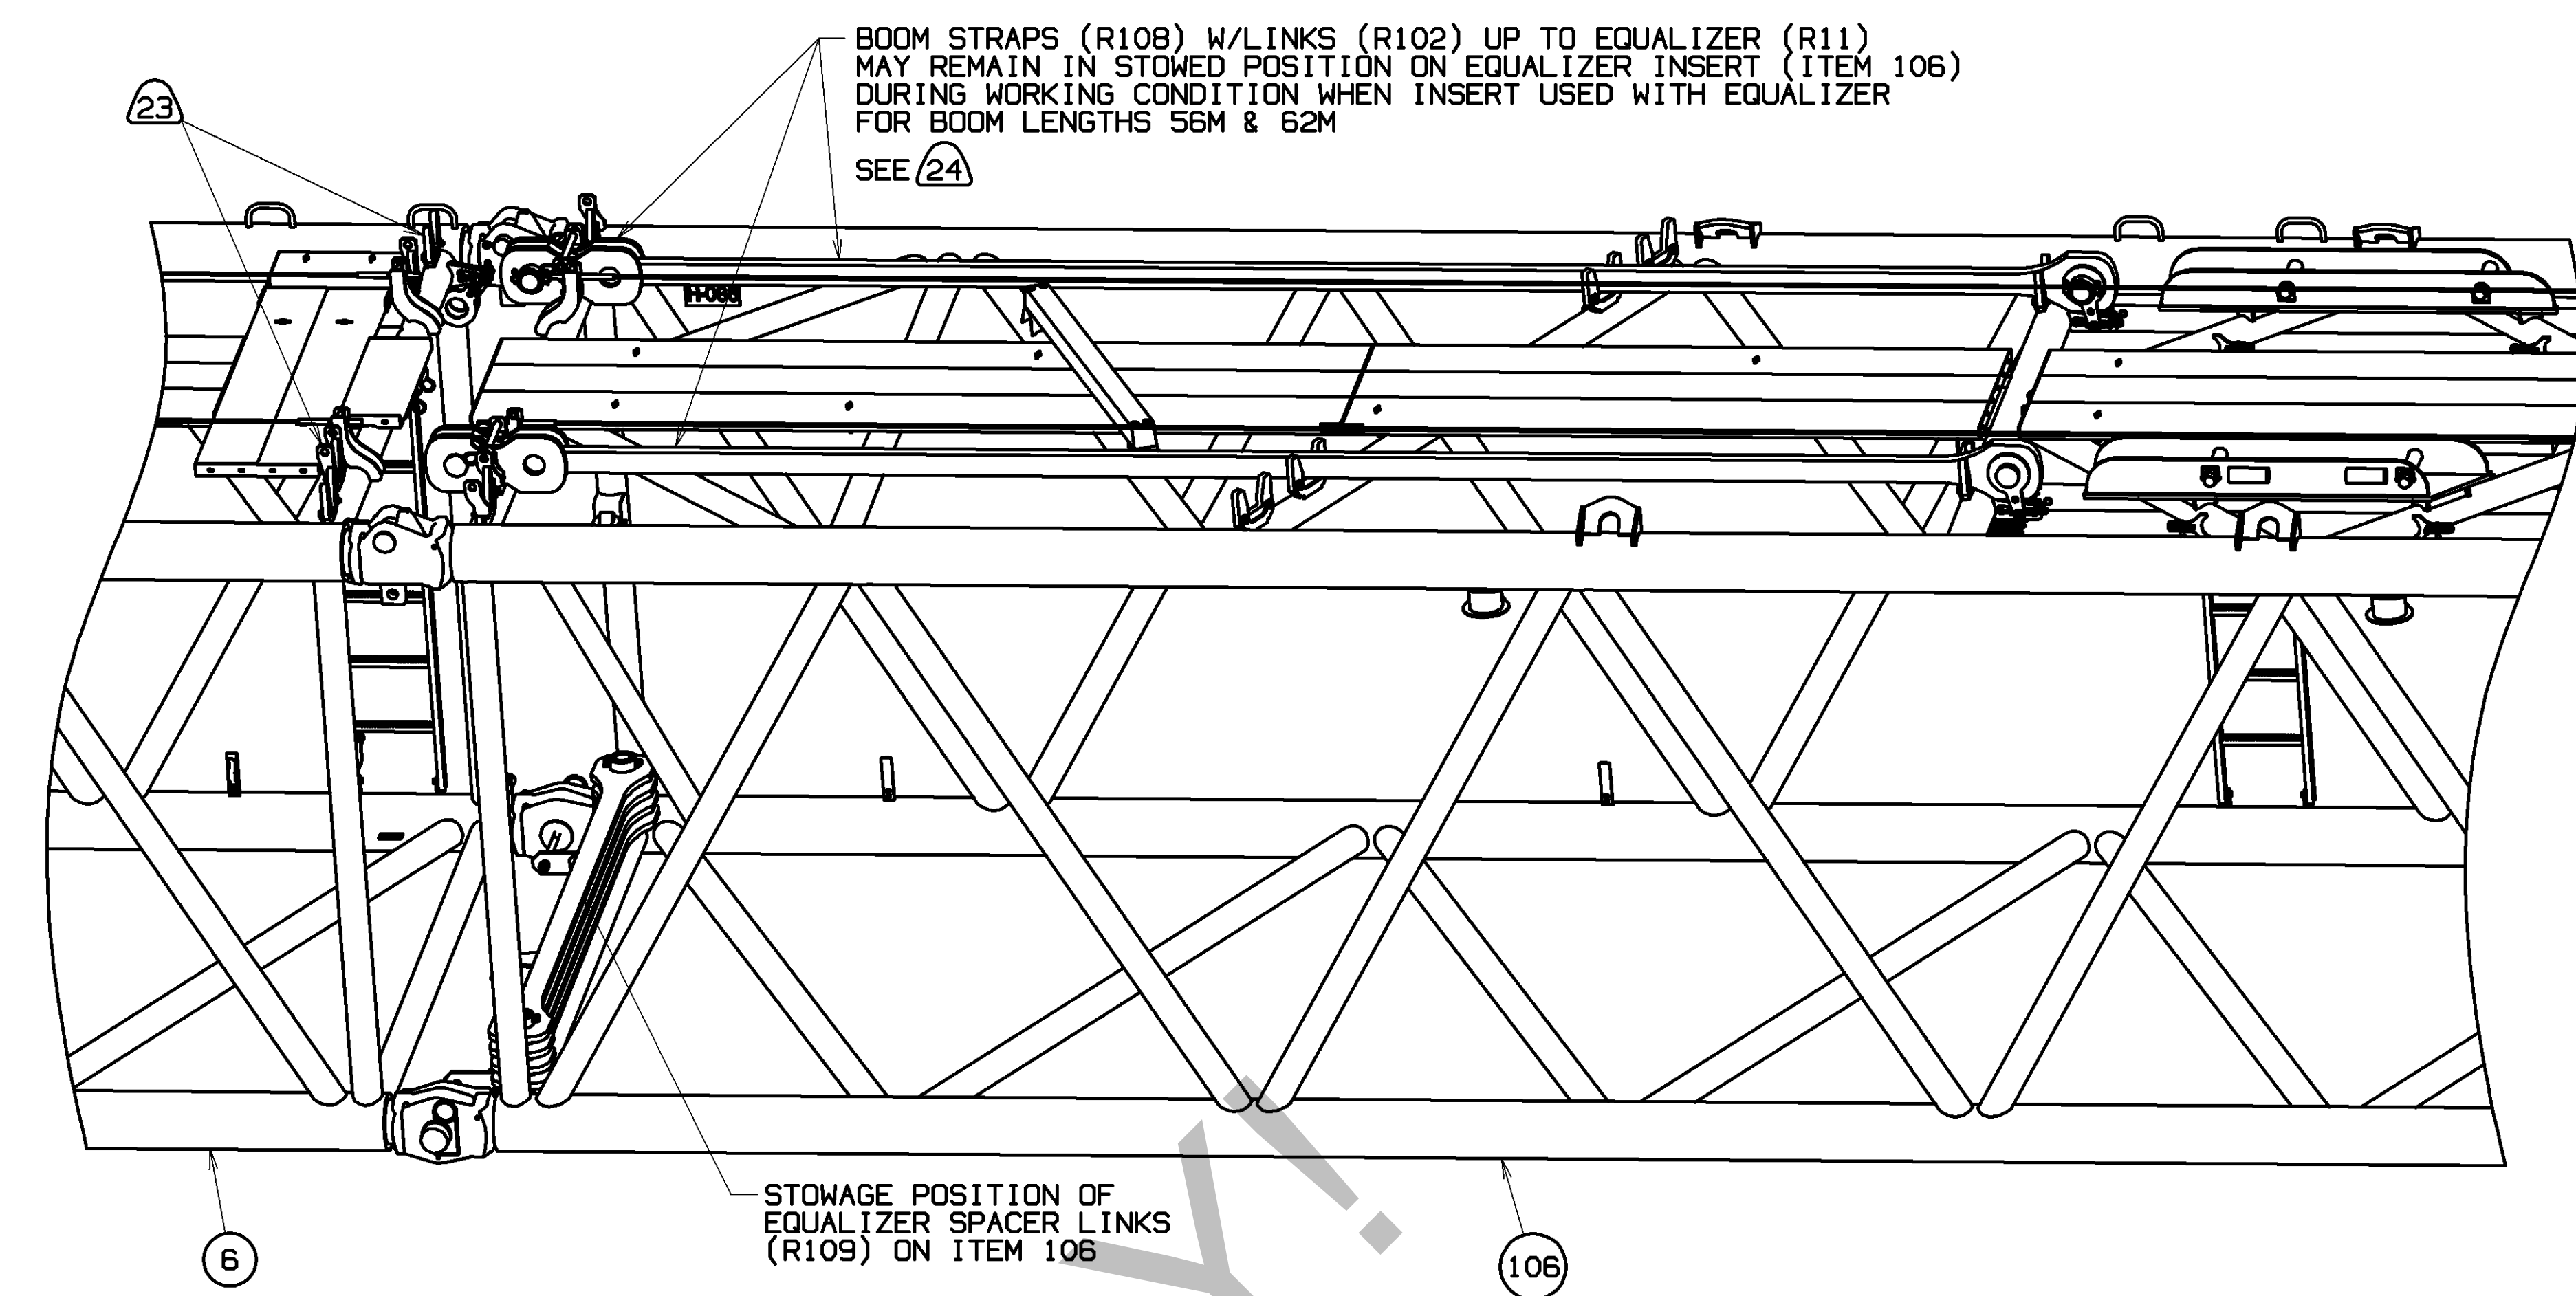 BOOM STRAPS (R108) W/LINKS (R102) UP TO EQUALIZER (R11)
MAY REMAIN IN STOWED POSITION ON EQUALIZER INSERT (ITEM 106)
DURING WORKING CONDITION WHEN INSERT USED WITH EQUALIZER
FOR BOOM LENGTHS 56M & 62M
SEE 24
23
STOWAGE POSITION OF
EQUALIZER SPACER LINKS
(R109) ON ITEM 106
6
106
Y!